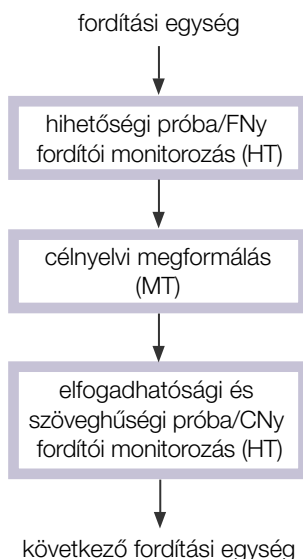 fordítási egység
hihetőségi próba/FNy
fordítói monitorozás (HT)
célnyelvi megformálás
(MT)
elfogadhatósági és
szöveghűségi próba/CNy
fordítói monitorozás (HT)
következő fordítási egység